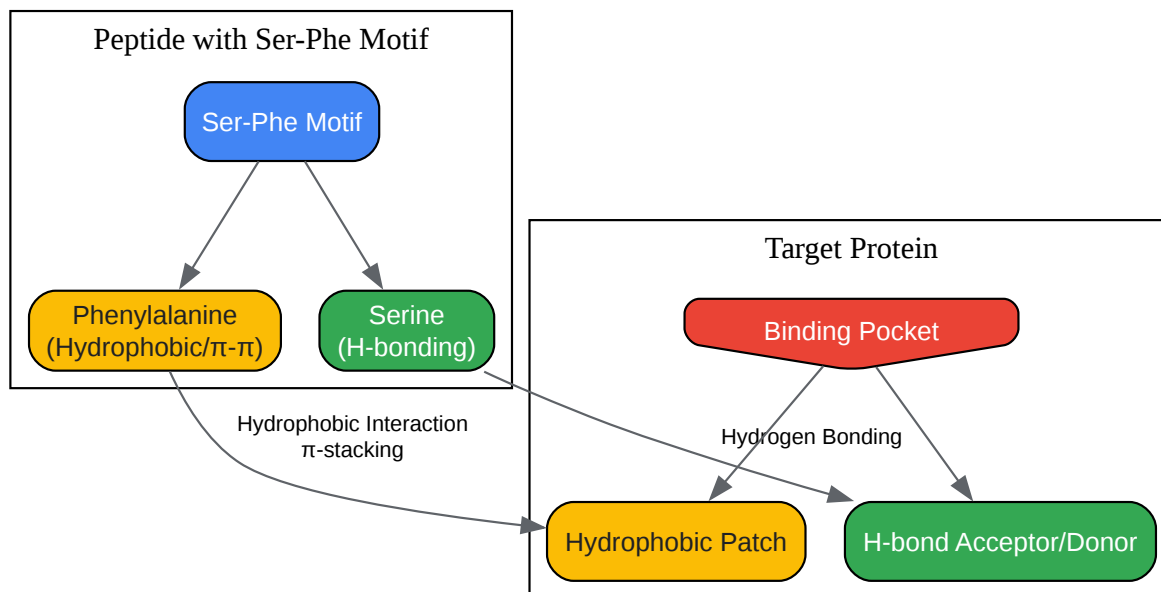 Peptide with Ser-Phe Motif
Ser-Phe Motif
Phenylalanine
(Hydrophobic/π-π)
Serine
(H-bonding)
Target Protein
Binding Pocket
Hydrophobic Interaction
π-stacking
Hydrogen Bonding
Hydrophobic Patch
H-bond Acceptor/Donor